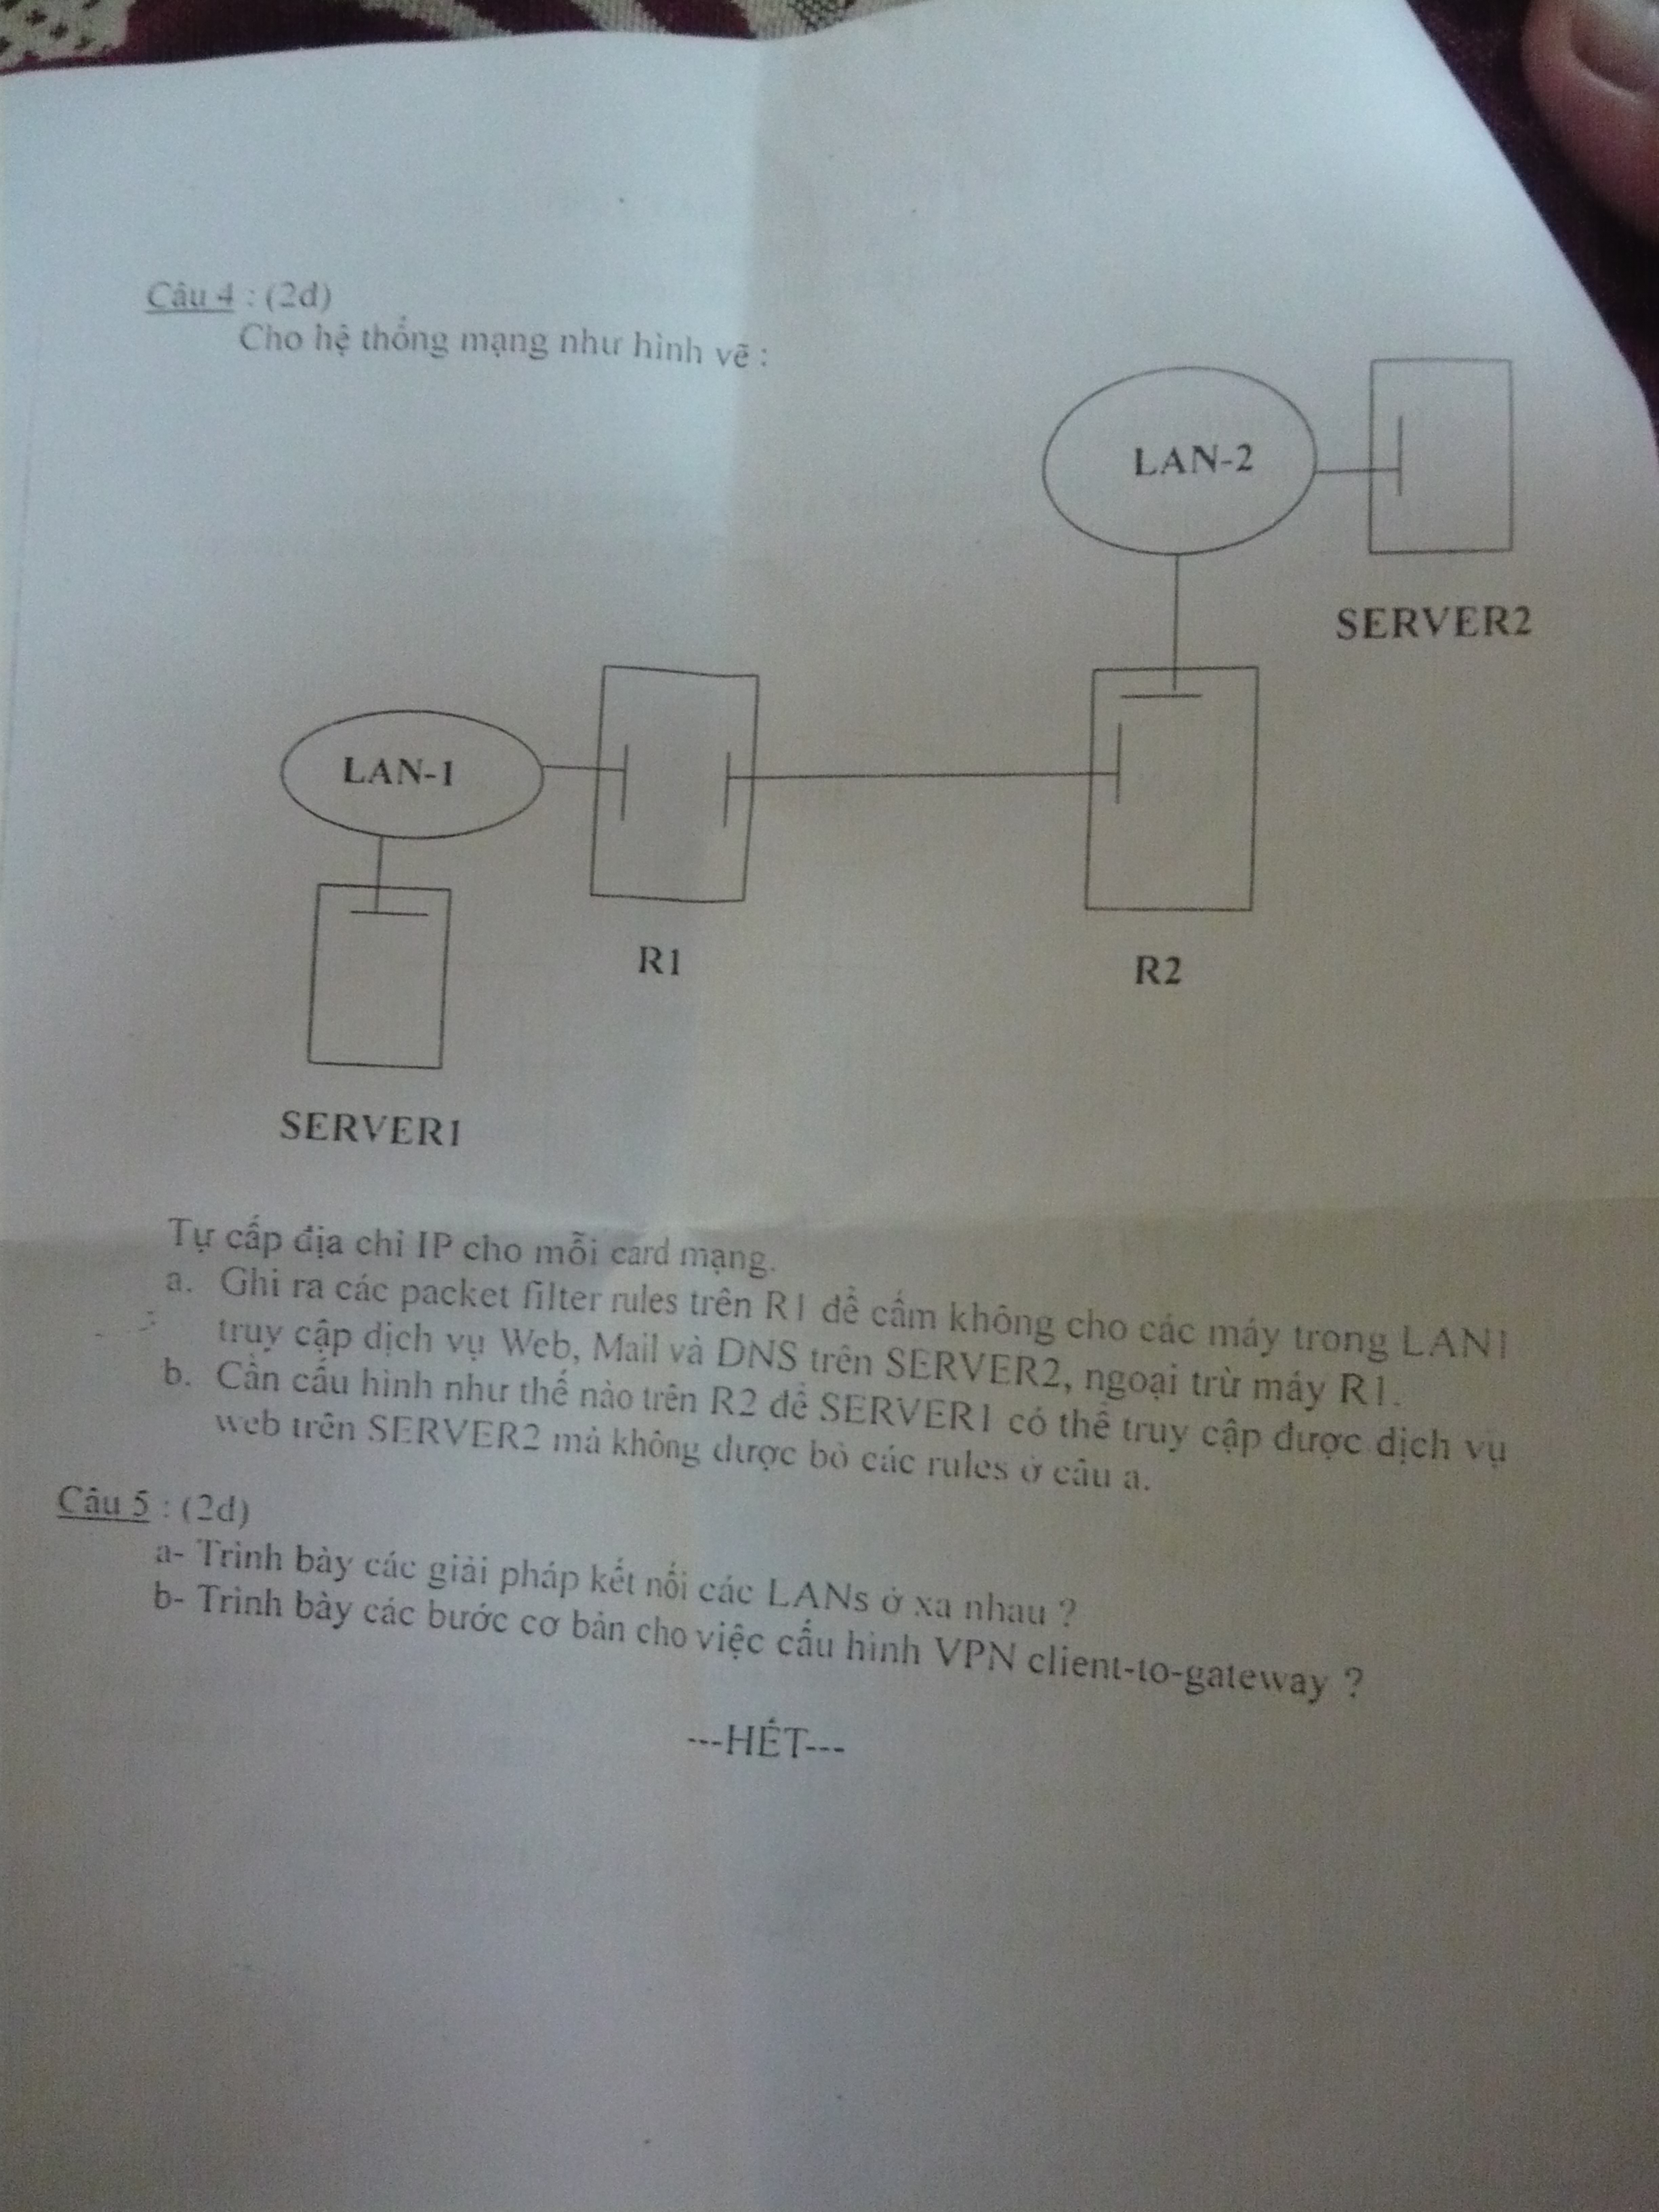 Câu 4 : (2đ)
Cho hệ thống mạng như hình vẽ :
LAN-2
SERVER2
LAN-1
R1
R2
SERVER1
Tự cấp địa chỉ IP cho mỗi card mạng.
a. Ghi ra các packet filter rules trên R1 để cấm không cho các máy trong LAN1
truy cập dịch vụ Web, Mail và DNS trên SERVER2, ngoại trừ máy R1.
b. Cần cấu hình như thế nào trên R2 để SERVER1 có thể truy cập được dịch vụ
web trên SERVER2 mà không được bỏ các rules ở câu a.
Câu 5 : (2đ)
a- Trình bày các giải pháp kết nối các LANs ở xa nhau ?
b- Trình bày các bước cơ bản cho việc cấu hình VPN client-to-gateway ?
---HẾT---